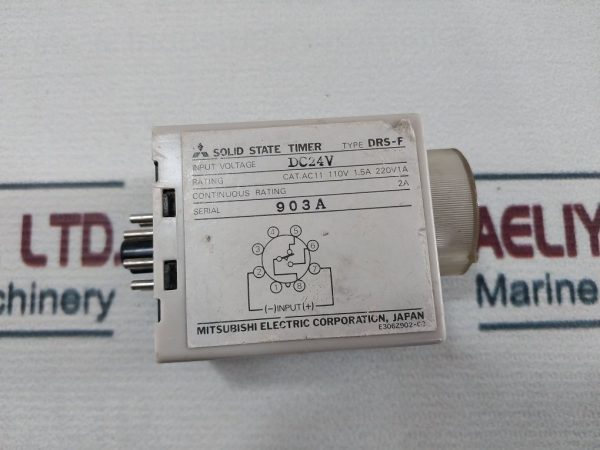 SOLID STATE TIMER TYPE DRS-F
INPUT VOLTAGE DC24V
RATING CAT.AC11 110V 1.5A 220V1A
CONTINUOUS RATING 2A
SERIAL 903A
4 5
3 6
2 7
1 8
(-)INPUT(+)
MITSUBISHI ELECTRIC CORPORATION, JAPAN
LTD.
chinery
AELIY
Marine